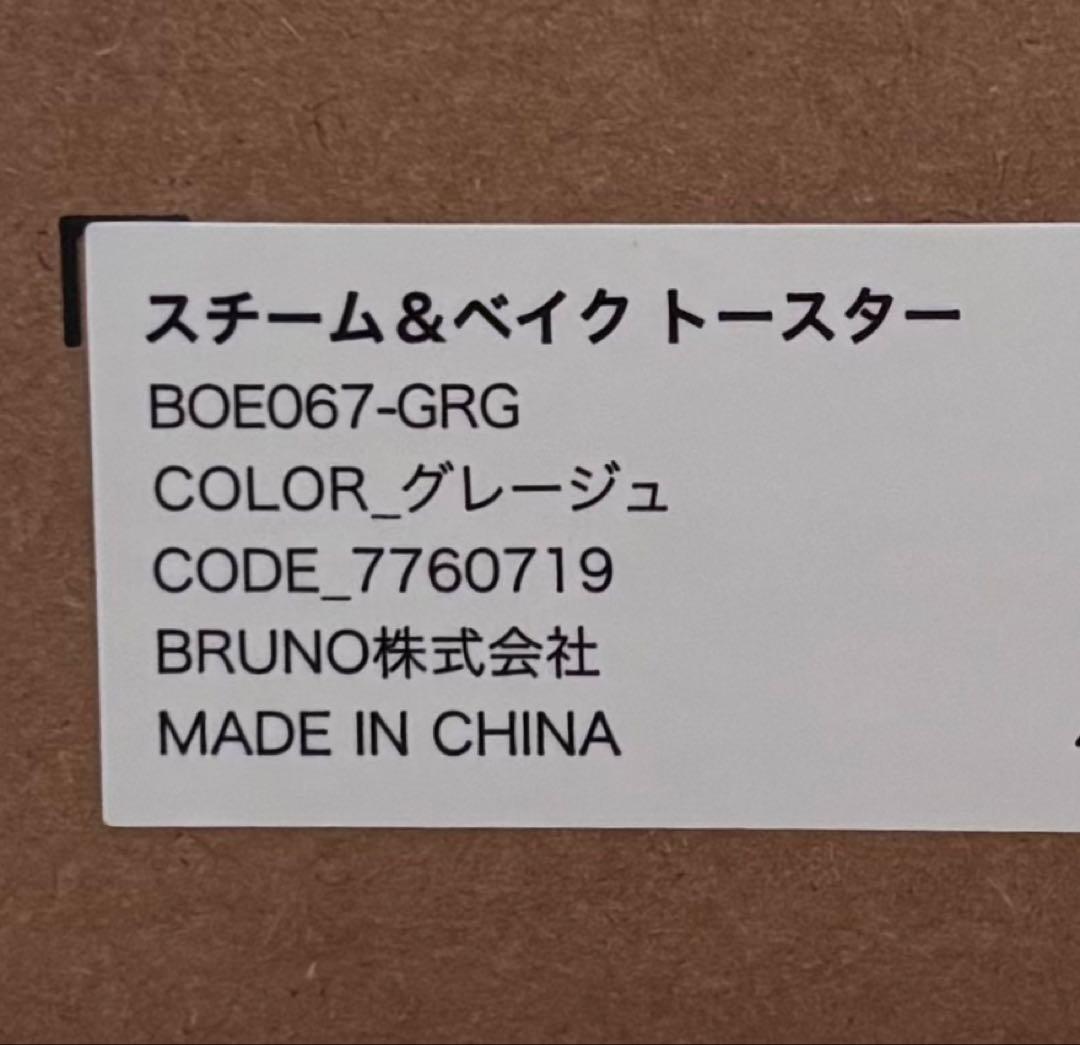 スチーム&ベイク トースター
BOE067-GRG
COLOR_グレージュ
CODE_7760719
BRUNO株式会社
MADE IN CHINA